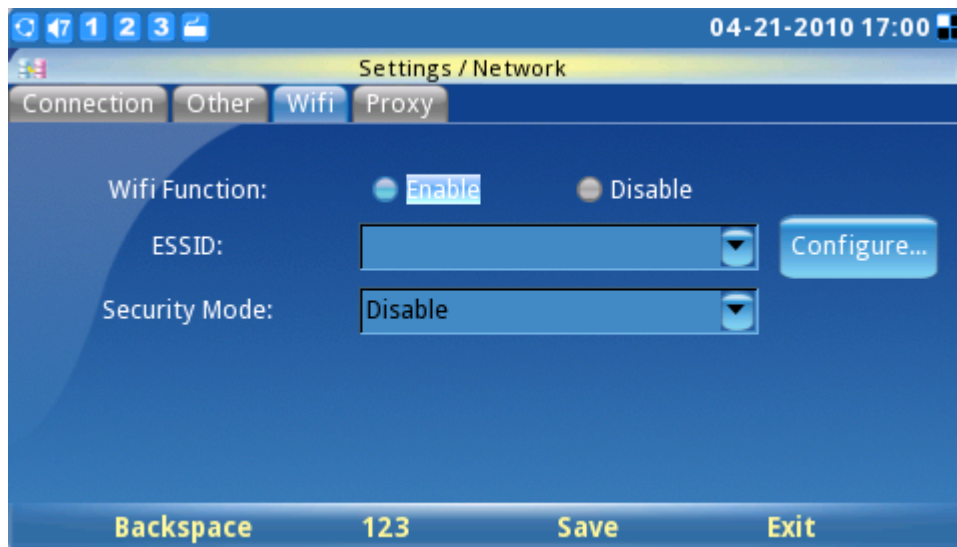 7 1 2 3 04-21-2010 17:00
Settings / Network
Connection Other Wifi Proxy
Wifi Function: Enable Disable
ESSID: Configure...
Security Mode: Disable
Backspace 123 Save Exit